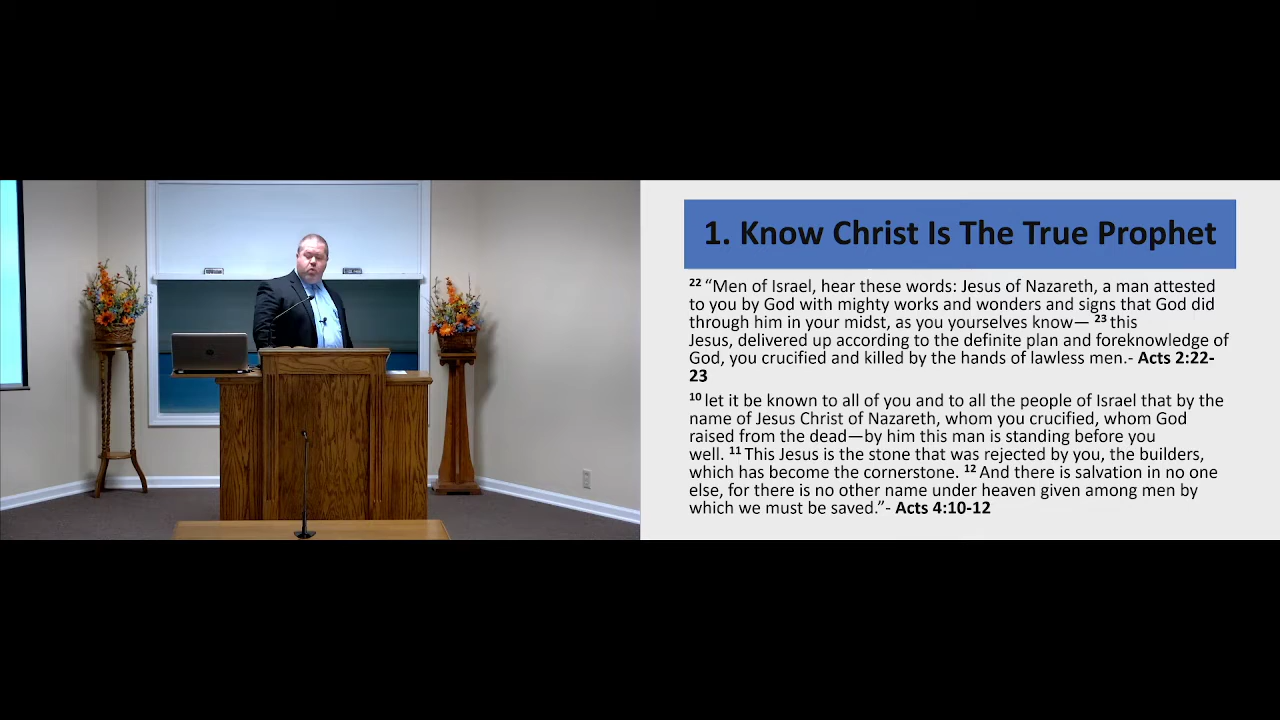 1. Know Christ Is The True Prophet
22 “Men of Israel, hear these words: Jesus of Nazareth, a man attested
to you by God with mighty works and wonders and signs that God did
through him in your midst, as you yourselves know— 23 this
Jesus, delivered up according to the definite plan and foreknowledge of
God, you crucified and killed by the hands of lawless men.- Acts 2:22-
23
10 let it be known to all of you and to all the people of Israel that by the
name of Jesus Christ of Nazareth, whom you crucified, whom God
raised from the dead—by him this man is standing before you
well. 11 This Jesus is the stone that was rejected by you, the builders,
which has become the cornerstone. 12 And there is salvation in no one
else, for there is no other name under heaven given among men by
which we must be saved.”- Acts 4:10-12